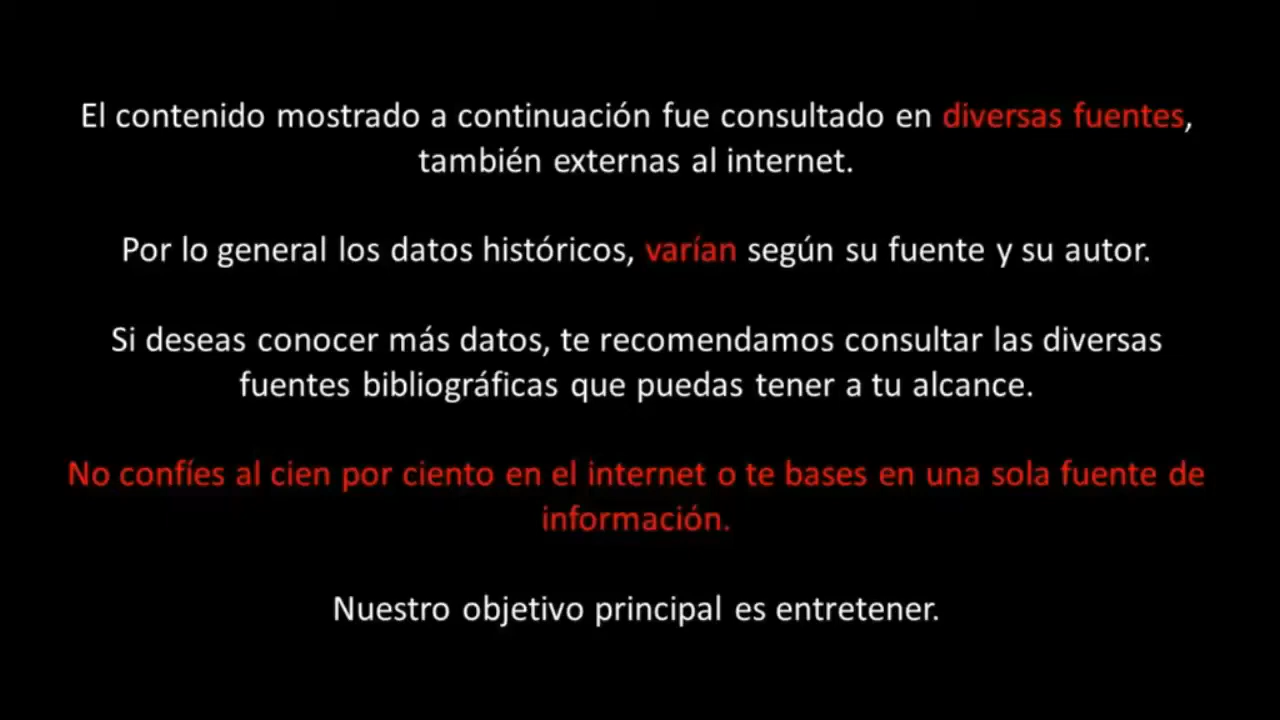 El contenido mostrado a continuación fue consultado en diversas fuentes,
también externas al internet.
Por lo general los datos históricos, varían según su fuente y su autor.
Si deseas conocer más datos, te recomendamos consultar las diversas
fuentes bibliográficas que puedas tener a tu alcance.
No confíes al cien por ciento en el internet o te bases en una sola fuente de
información.
Nuestro objetivo principal es entretener.